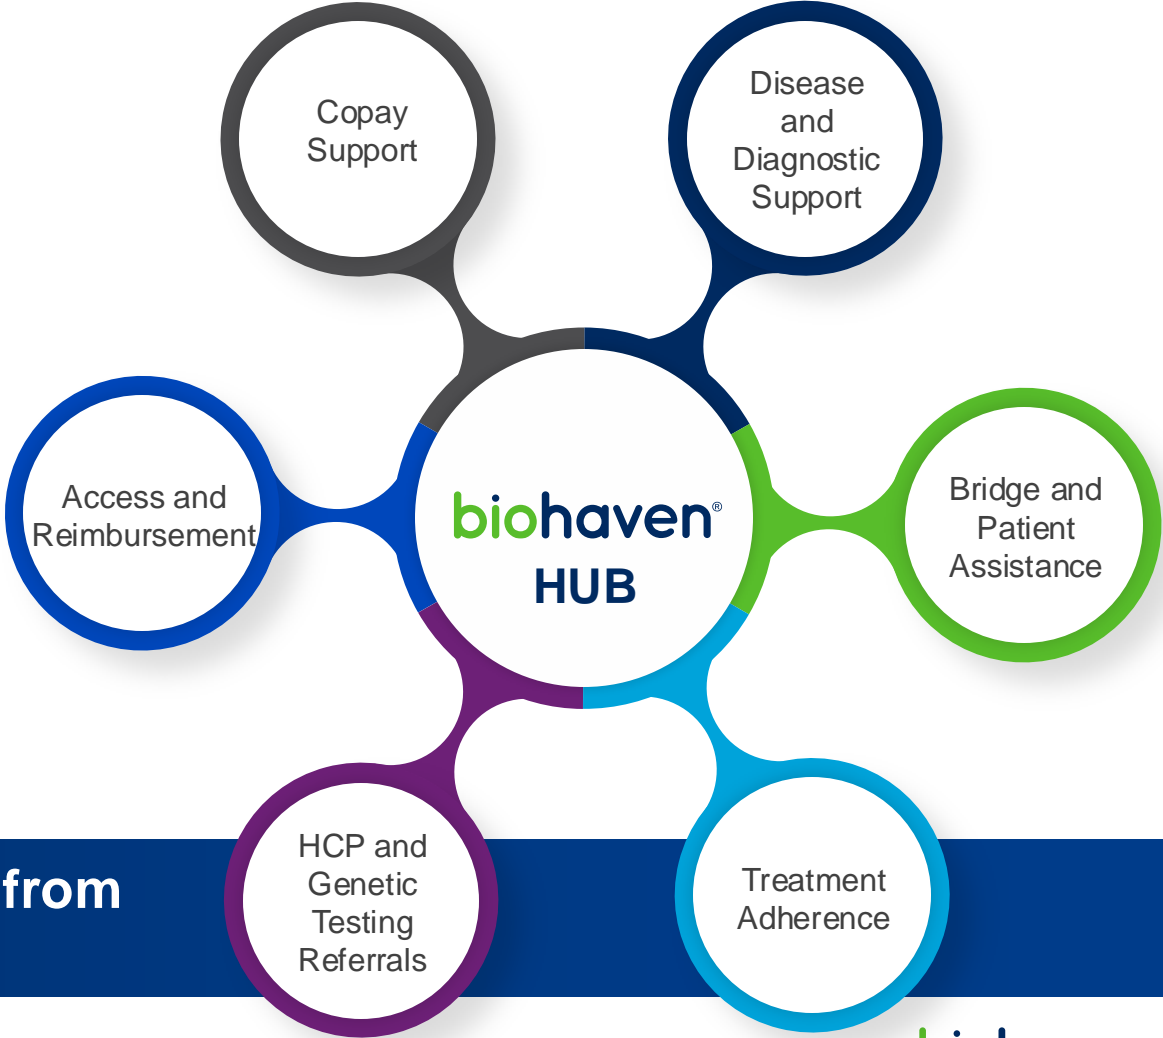 Copay
Support
Disease
and
Diagnostic
Support
Access and
Reimbursement
biohaven®
HUB
Bridge and
Patient
Assistance
HCP and
Genetic
Testing
Referrals
Treatment
Adherence
from